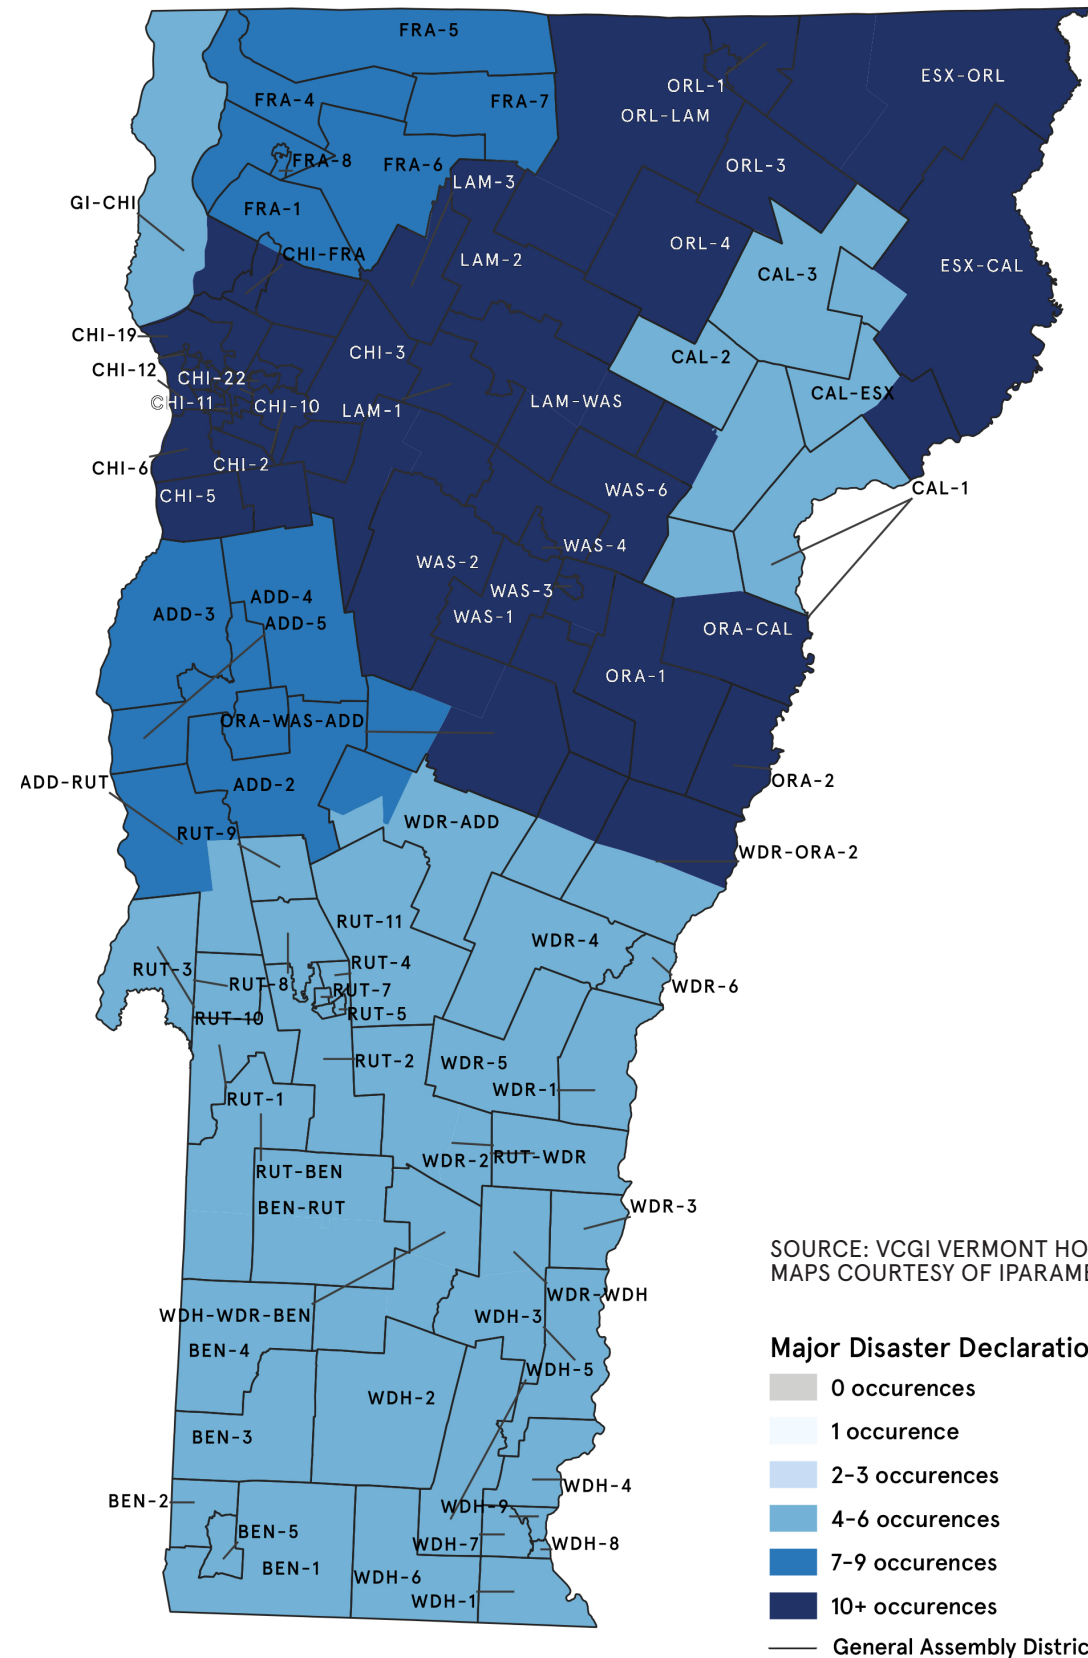 FRA-5
ESX-ORL
ORL-1
FRA-4
FRA-7
ORL-LAM
FRA-8
FRA-6
ORL-3
LAM-3
GI-CHI
FRA-1
ORL-4
CHI-FRA
LAM-2
ESX-CAL
CAL-3
CHI-19
CHI-3
CAL-2
CHI-12
CHI-22
CAL-ESX
CHI-11
CHI-10
LAM-1
LAM-WAS
CHI-6
CHI-2
CAL-1
WAS-6
CHI-5
WAS-4
WAS-2
WAS-3
ADD-4
ADD-3
WAS-1
ADD-5
ORA-CAL
ORA-1
ORA-WAS-ADD
ADD-RUT
ADD-2
ORA-2
WDR-ADD
RUT-9
WDR-ORA-2
RUT-11
WDR-4
RUT-4
RUT-3
RUT-8
RUT-7
WDR-6
RUT-10
RUT-5
RUT-2
WDR-5
WDR-1
RUT-1
WDR-2
RUT-WDR
RUT-BEN
BEN-RUT
WDR-3
WDR-WDH
WDH-WDR-BEN
WDH-3
BEN-4
WDH-5
WDH-2
BEN-3
WDH-4
BEN-2
WDH-9
BEN-5
WDH-7
WDH-8
BEN-1
WDH-6
WDH-1
SOURCE: VCGI VERMONT HO
MAPS COURTESY OF IPARAME
Major Disaster Declaratio
0 occurences
1 occurence
2-3 occurences
4-6 occurences
7-9 occurences
10+ occurences
General Assembly Distric